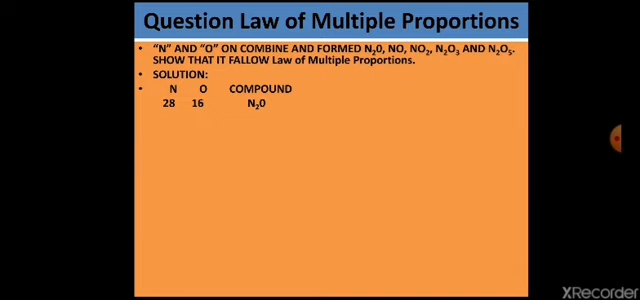 Question Law of Multiple Proportions
• "N" AND "O" ON COMBINE AND FORMED N₂0, NO, NO₂, N₂O₃ AND N₂O₅.
SHOW THAT IT FALLOW Law of Multiple Proportions.
• SOLUTION:
• N O COMPOUND
28 16 N₂0
XRecorder